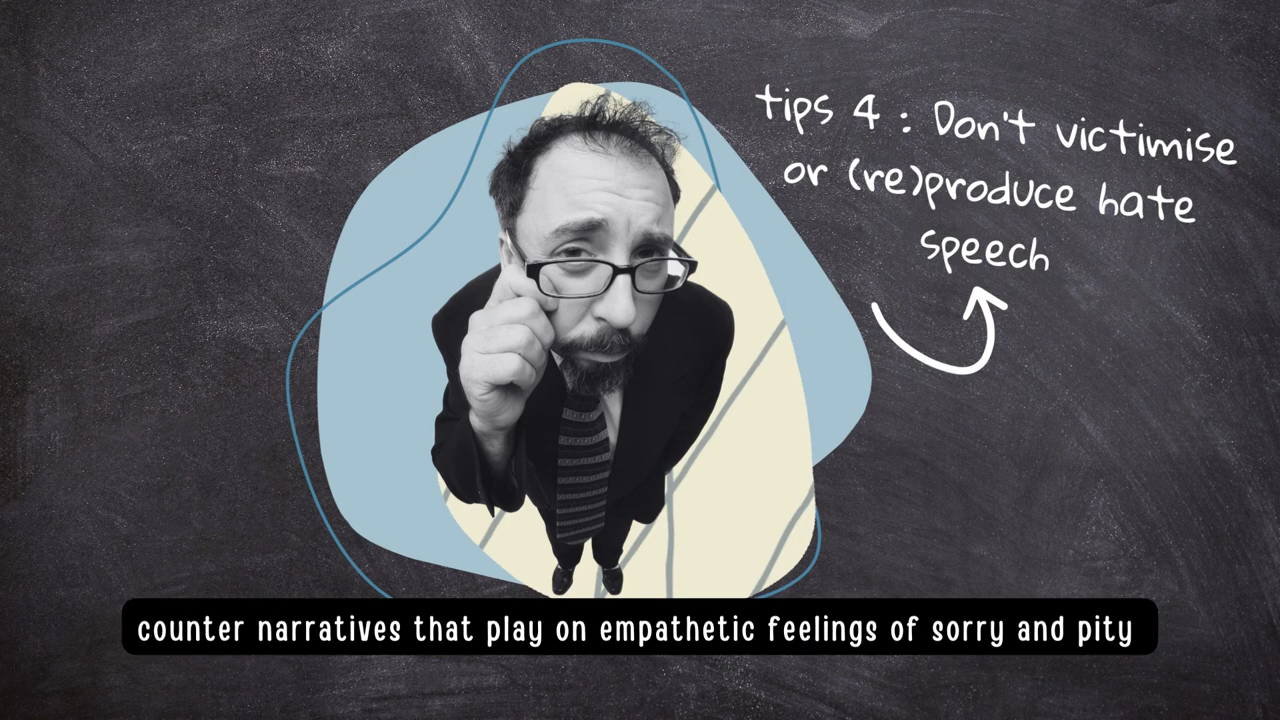 tips 4 : Don't victimise
or (re)produce hate
speech
counter narratives that play on empathetic feelings of sorry and pity